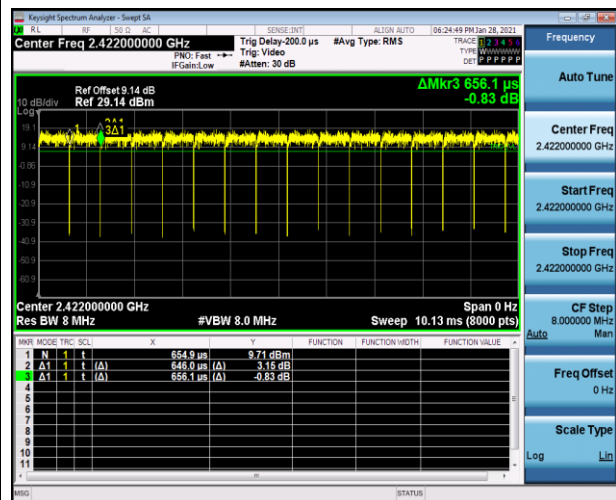 Keysight Spectrum Analyzer - Swept SA
RL RF 50 Ω AC SENSE:INT ALIGN AUTO 06:24:49 PM Jan 28, 2021
Center Freq 2.422000000 GHz
PNO: Fast
IFGain:Low
Trig Delay-200.0 µs
Trig: Video
#Atten: 30 dB
#Avg Type: RMS
TRACE 1 2 3 4 5 6
TYPE WWWWWW
DET P P P P P P
Frequency
Auto Tune
Center Freq
2.422000000 GHz
Start Freq
2.422000000 GHz
Stop Freq
2.422000000 GHz
CF Step
8.000000 MHz
Auto Man
Freq Offset
0 Hz
Scale Type
Log Lin
ΔMkr3 656.1 µs
-0.83 dB
Ref Offset 9.14 dB
10 dB/div Ref 29.14 dBm
Log
19.1
9.14
-0.86
-10.9
-20.9
-30.9
-40.9
-50.9
-60.9
1
3Δ1
Center 2.422000000 GHz Span 0 Hz
Res BW 8 MHz #VBW 8.0 MHz Sweep 10.13 ms (8000 pts)
MKR MODE TRC SCL X Y FUNCTION FUNCTION WIDTH FUNCTION VALUE
1 N 1 t 654.9 µs 9.71 dBm
2 Δ1 1 t (Δ) 646.0 µs (Δ) 3.15 dB
3 Δ1 1 t (Δ) 656.1 µs (Δ) -0.83 dB
4
5
6
7
8
9
10
11
MSG STATUS